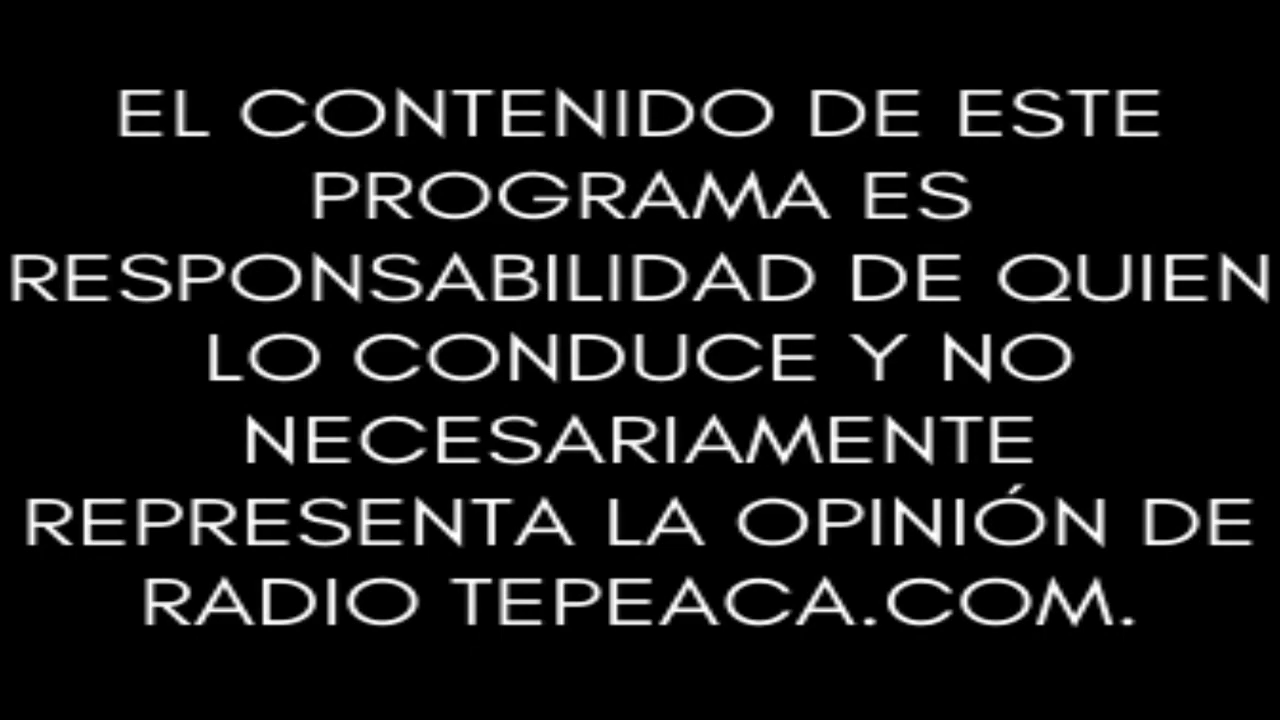 EL CONTENIDO DE ESTE
PROGRAMA ES
RESPONSABILIDAD DE QUIEN
LO CONDUCE Y NO
NECESARIAMENTE
REPRESENTA LA OPINIÓN DE
RADIO TEPEACA.COM.